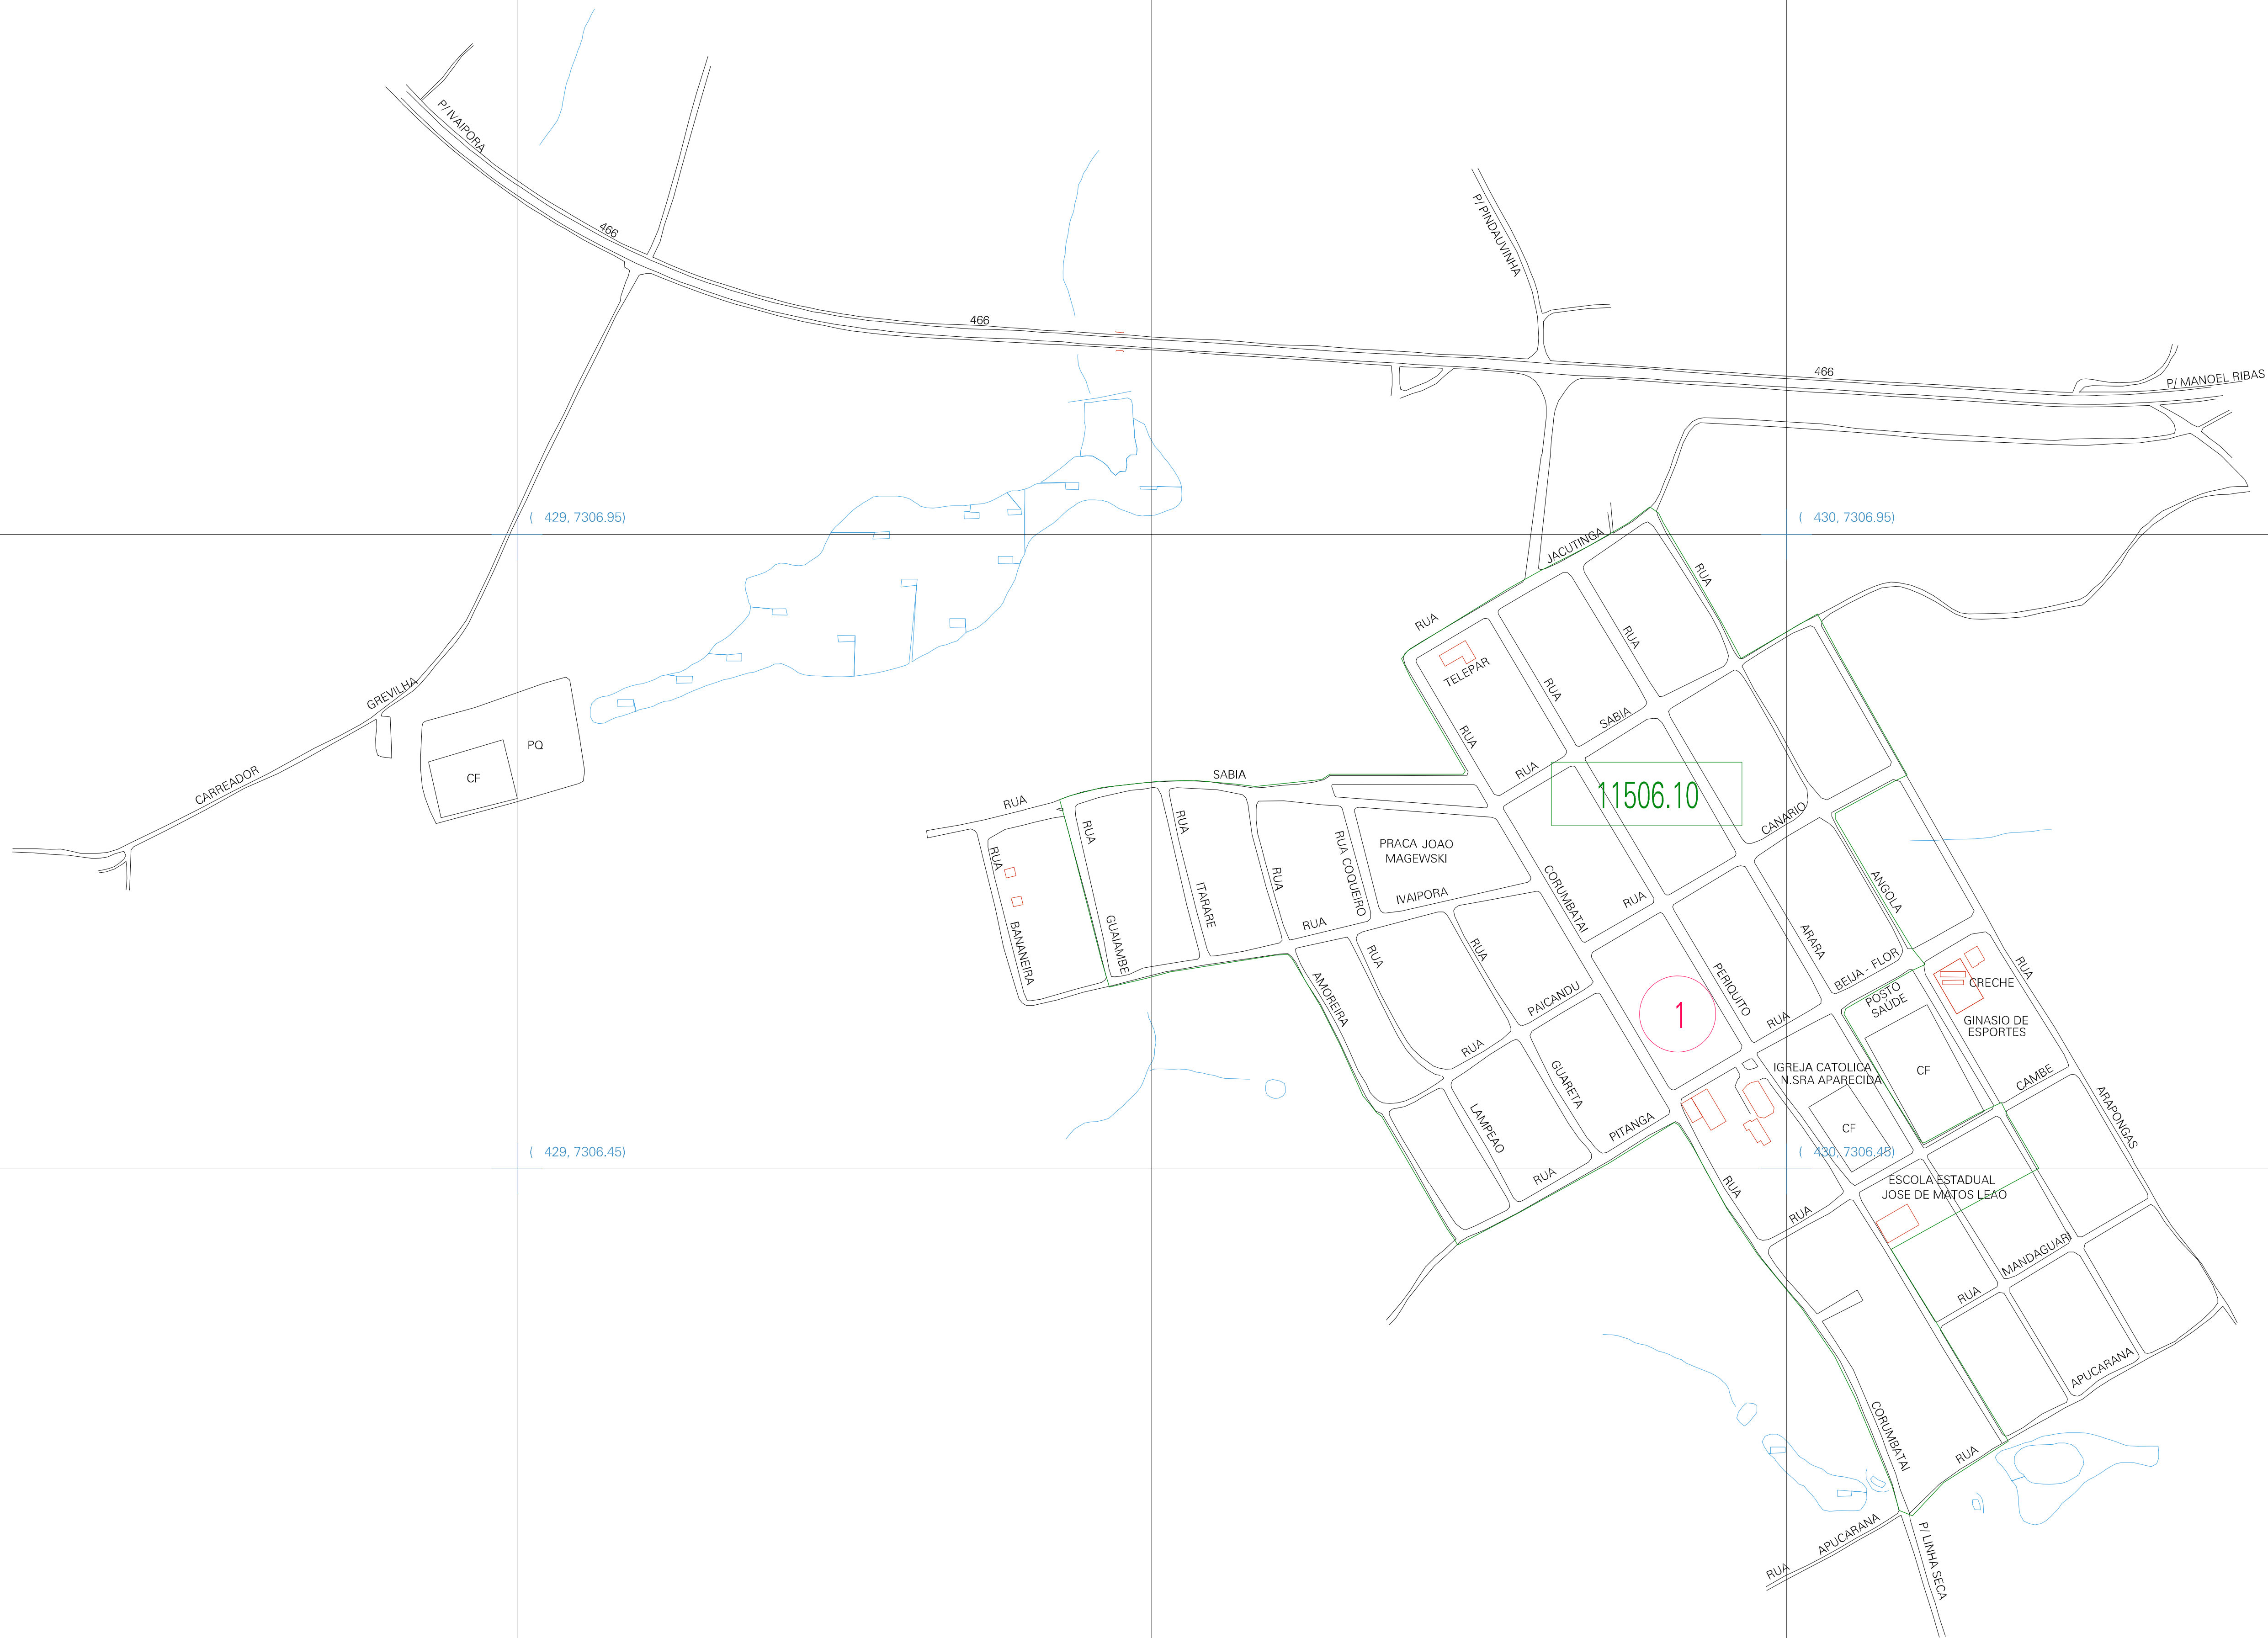 P/ IVAIPORA
466
P/ PINDAUVINHA
466
466
P/ MANOEL RIBAS
( 429, 7306.95)
( 430, 7306.95)
JACUTINGA
RUA
RUA
RUA
TELEPAR
RUA
RUA
SABIA
RUA
GREVILHA
PQ
CF
CARREADOR
SABIA
RUA
RUA
11506.10
CANARIO
RUA
RUA
RUA
RUA COQUEIRO
PRACA JOAO
MAGEWSKI
RUA
ITARARE
RUA
IVAIPORA
CORUMBATAI
RUA
ANGOLA
GUAIAMBE
BANANEIRA
RUA
RUA
RUA
ARARA
BEIJA - FLOR
RUA
AMOREIRA
PAICANDU
PERIQUITO
POSTO
SAUDE
CRECHE
1
RUA
GINASIO DE
ESPORTES
RUA
GUARETA
IGREJA CATOLICA
N.SRA APARECIDA
CF
CAMBE
LAMPEAO
PITANGA
CF
ARAPONGAS
( 429, 7306.45)
( 430, 7306.45)
RUA
RUA
ESCOLA ESTADUAL
JOSE DE MATOS LEAO
RUA
MANDAGUARI
RUA
APUCARANA
CORUMBATAI
RUA
APUCARANA
RUA
P/ LINHA SECA